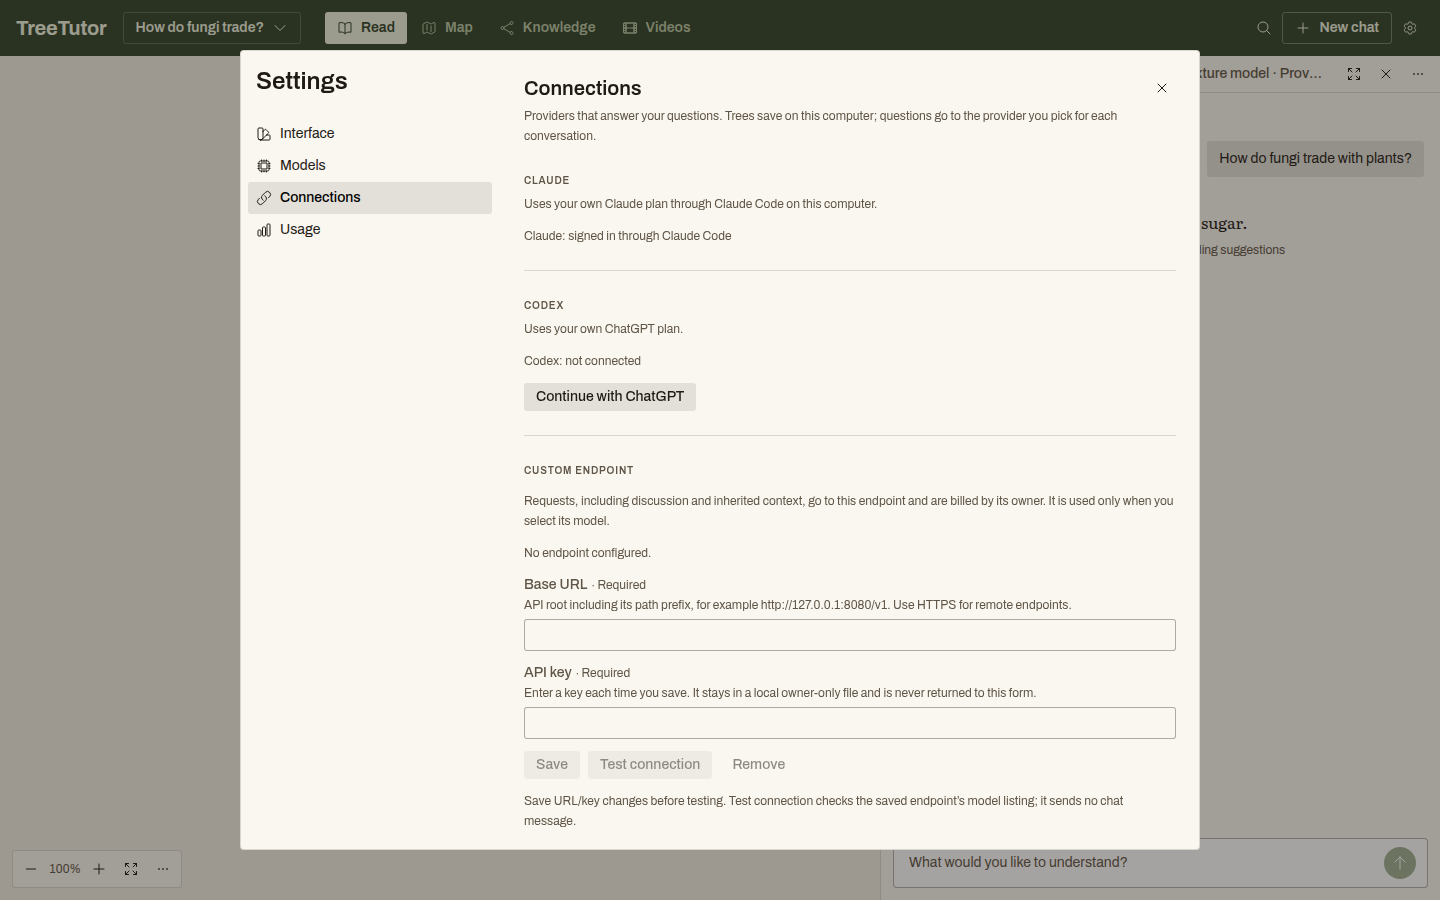 TreeTutor
How do fungi trade?
Read
Map
Knowledge
Videos
New chat
Settings
Interface
Models
Connections
Usage
Connections
Providers that answer your questions. Trees save on this computer; questions go to the provider you pick for each
conversation.
CLAUDE
Uses your own Claude plan through Claude Code on this computer.
Claude: signed in through Claude Code
CODEX
Uses your own ChatGPT plan.
Codex: not connected
Continue with ChatGPT
CUSTOM ENDPOINT
Requests, including discussion and inherited context, go to this endpoint and are billed by its owner. It is used only when you
select its model.
No endpoint configured.
Base URL · Required
API root including its path prefix, for example http://127.0.0.1:8080/v1. Use HTTPS for remote endpoints.
API key · Required
Enter a key each time you save. It stays in a local owner-only file and is never returned to this form.
Save
Test connection
Remove
Save URL/key changes before testing. Test connection checks the saved endpoint's model listing; it sends no chat
message.
model · Prov…
How do fungi trade with plants?
sugar.
suggestions
100%
What would you like to understand?